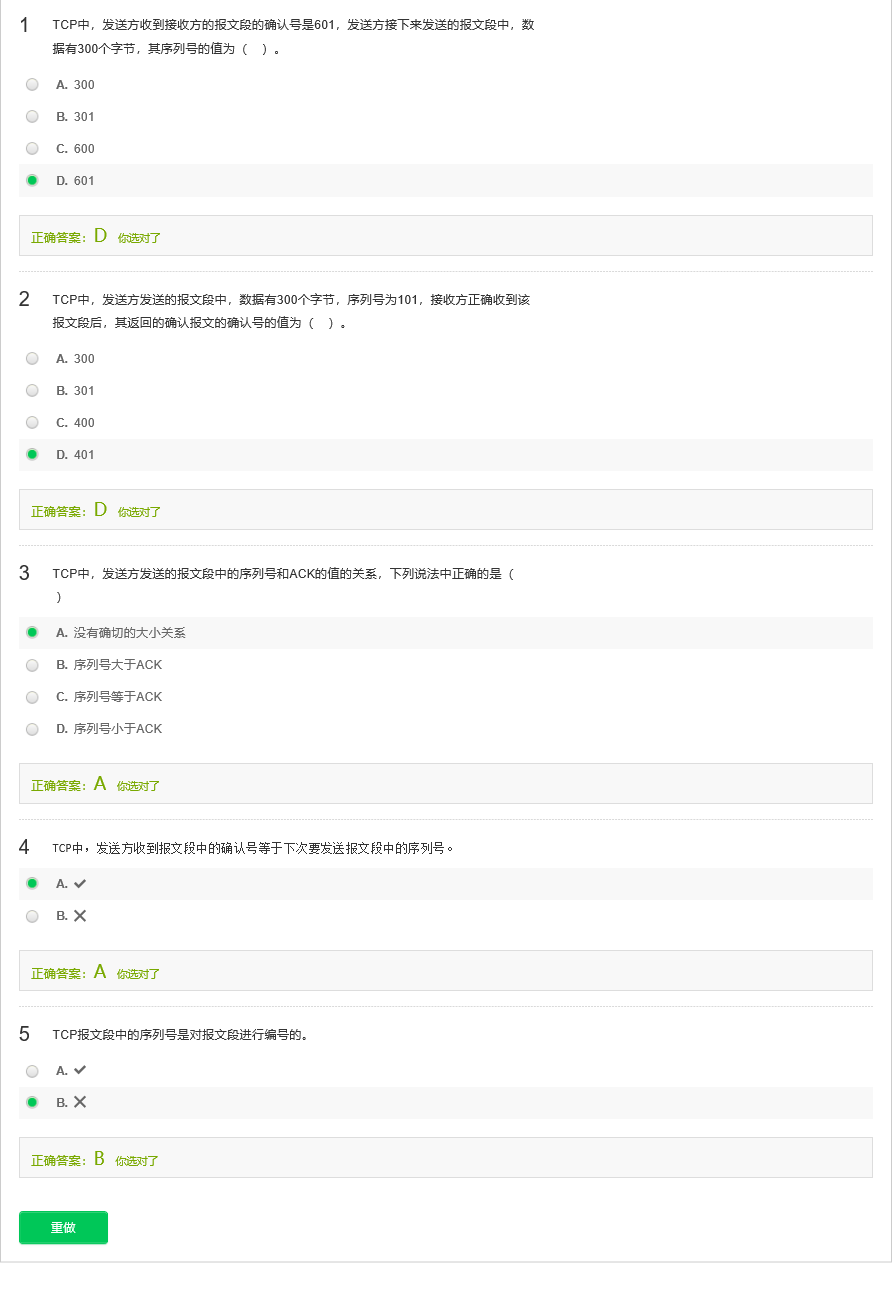 1 TCP中，发送方收到接收方的报文段的确认号是601，发送方接下来发送的报文段中，数
据有300个字节，其序列号的值为（　）。
A. 300
B. 301
C. 600
D. 601
正确答案：D 你选对了
2 TCP中，发送方发送的报文段中，数据有300个字节，序列号为101，接收方正确收到该
报文段后，其返回的确认报文的确认号的值为（　）。
A. 300
B. 301
C. 400
D. 401
正确答案：D 你选对了
3 TCP中，发送方发送的报文段中的序列号和ACK的值的关系，下列说法中正确的是（
）
A. 没有确切的大小关系
B. 序列号大于ACK
C. 序列号等于ACK
D. 序列号小于ACK
正确答案：A 你选对了
4 TCP中，发送方收到报文段中的确认号等于下次要发送报文段中的序列号。
A. ✔
B. ✕
正确答案：A 你选对了
5 TCP报文段中的序列号是对报文段进行编号的。
A. ✔
B. ✕
正确答案：B 你选对了
重做